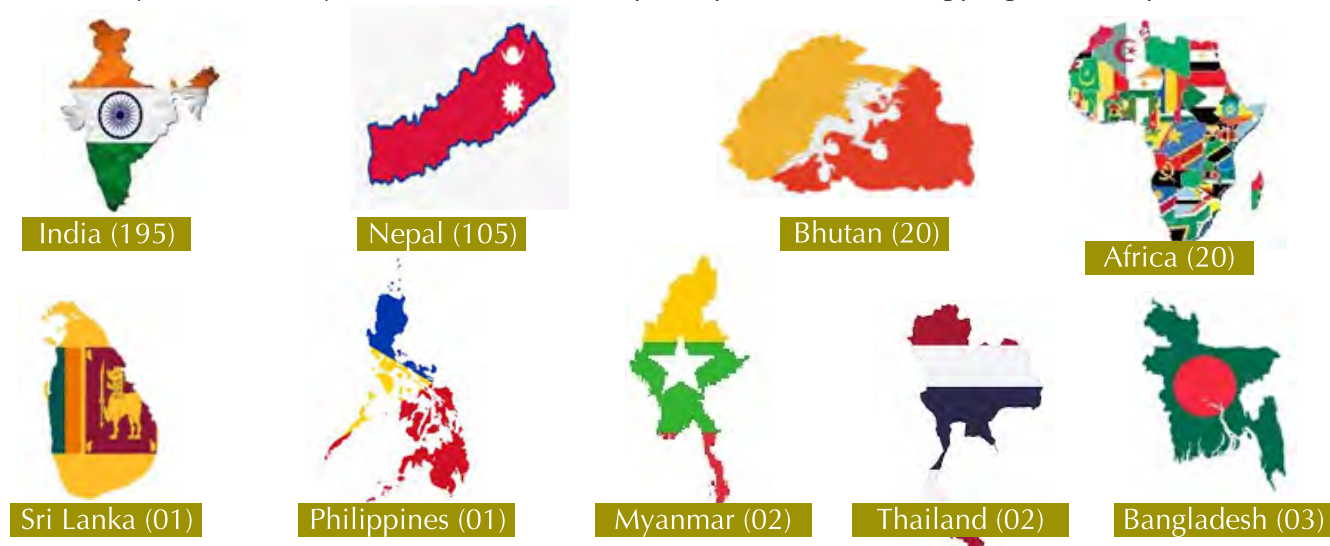 India (195)
Nepal (105)
Bhutan (20)
Africa (20)
Sri Lanka (01)
Philippines (01)
Myanmar (02)
Thailand (02)
Bangladesh (03)